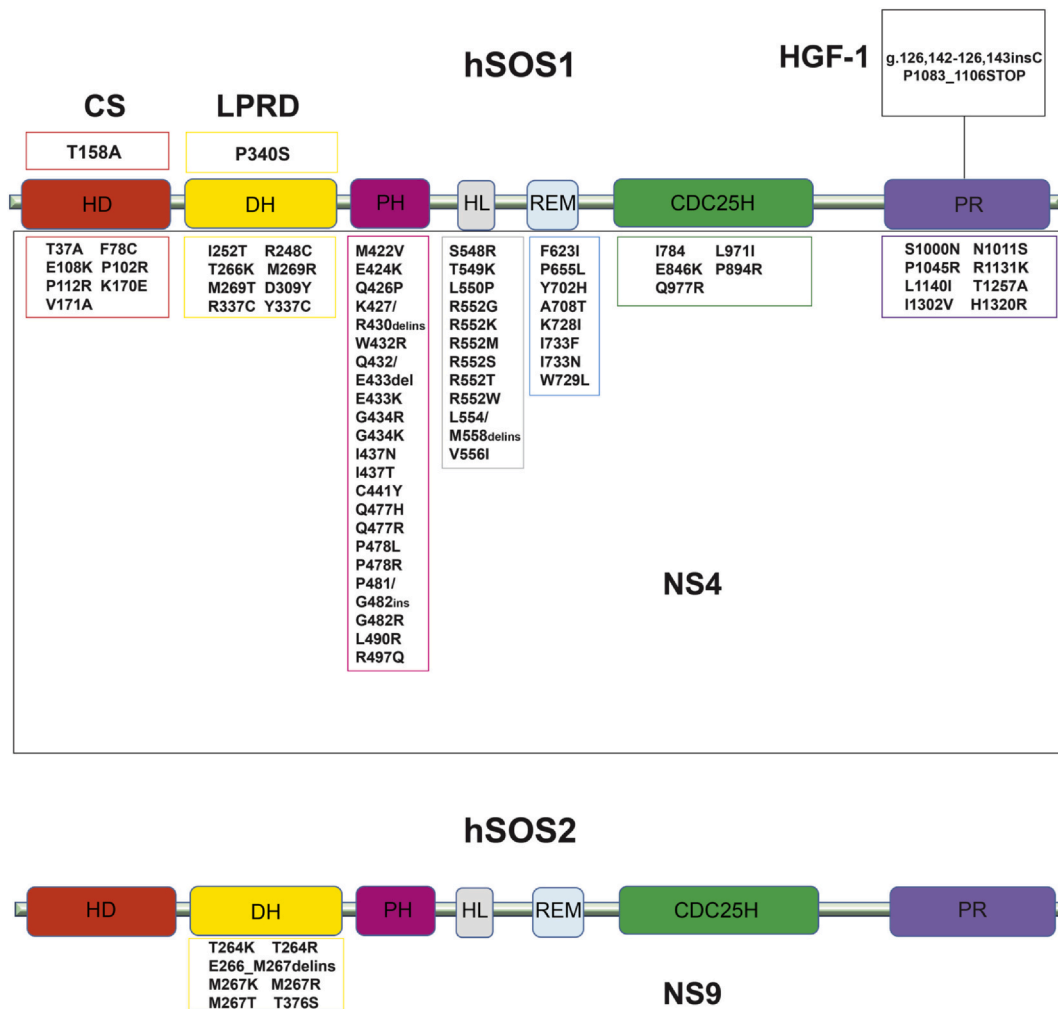 hSOS1
HGF-1
g.126,142-126,143insC
P1083_1106STOP
CS
LPRD
T158A
P340S
HD
DH
PH
HL
REM
CDC25H
PR
T37A F78C
E108K P102R
P112R K170E
V171A
I252T R248C
T266K M269R
M269T D309Y
R337C Y337C
M422V
E424K
Q426P
K427/
R430delins
W432R
Q432/
E433del
E433K
G434R
G434K
I437N
I437T
C441Y
Q477H
Q477R
P478L
P478R
P481/
G482ins
G482R
L490R
R497Q
S548R
T549K
L550P
R552G
R552K
R552M
R552S
R552T
R552W
L554/
M558delins
V556I
F623I
P655L
Y702H
A708T
K728I
I733F
I733N
W729L
I784 L971I
E846K P894R
Q977R
S1000N N1011S
P1045R R1131K
L1140I T1257A
I1302V H1320R
NS4
hSOS2
HD
DH
PH
HL
REM
CDC25H
PR
T264K T264R
E266_M267delins
M267K M267R
M267T T376S
NS9